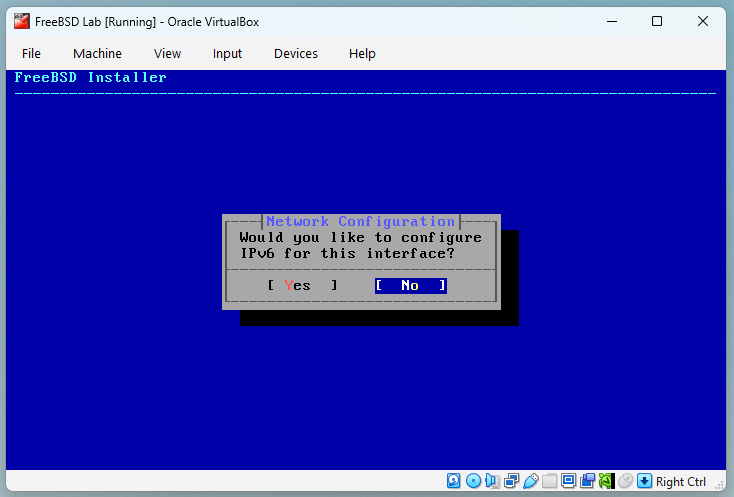 FreeBSD Lab [Running] - Oracle VirtualBox
File Machine View Input Devices Help
FreeBSD Installer
Network Configuration
Would you like to configure
IPv6 for this interface?
[ Yes ] [ No ]
Right Ctrl